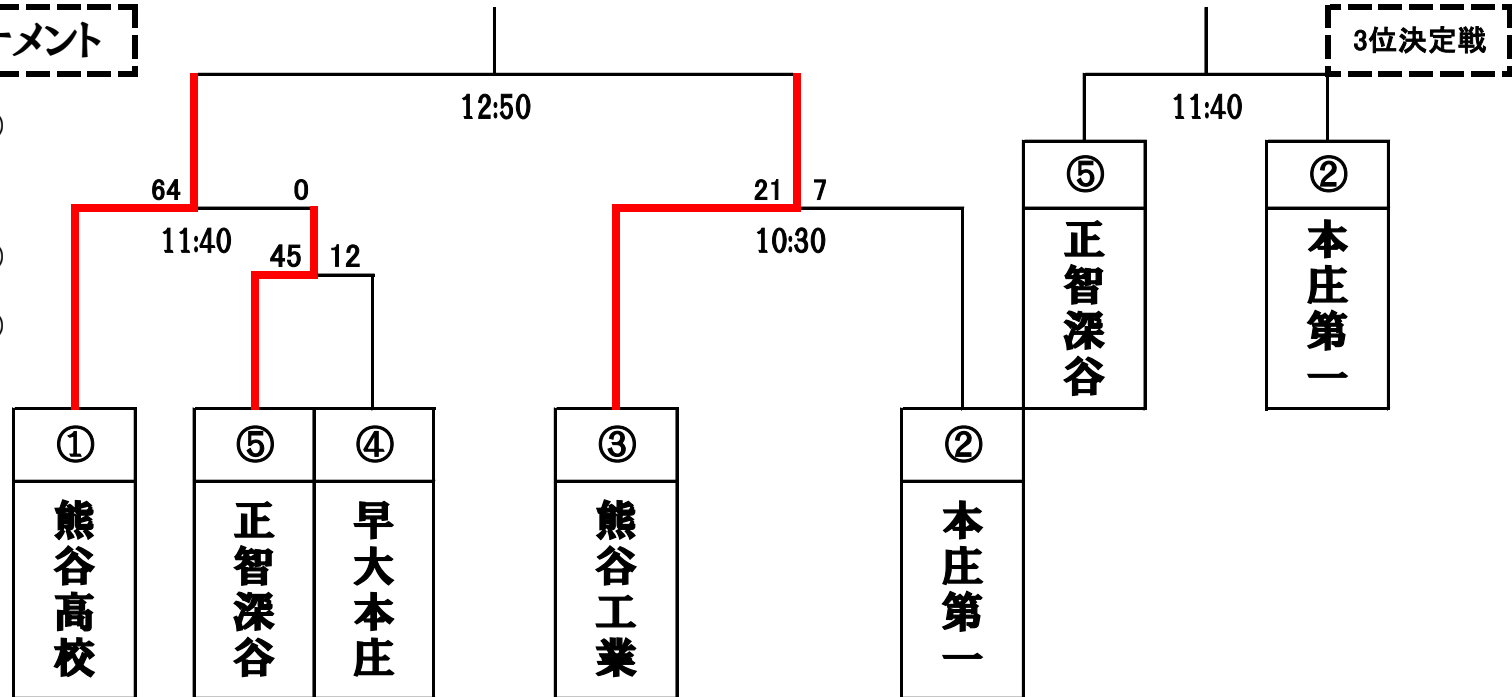 ナメント
3位決定戦
12:50
11:40
64 0
21 7
11:40
10:30
45 12
⑤
正智深谷
②
本庄第一
①
熊谷高校
⑤
正智深谷
④
早大本庄
③
熊谷工業
②
本庄第一